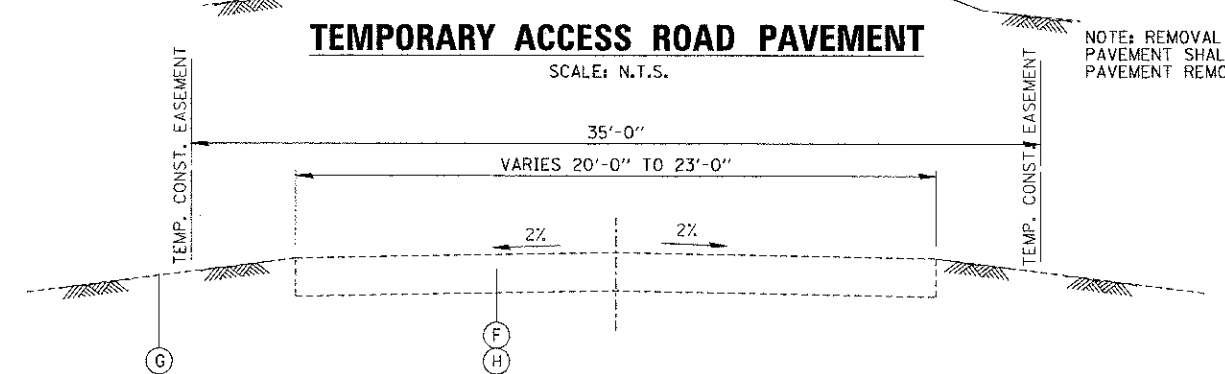 TEMPORARY ACCESS ROAD PAVEMENT
SCALE: N.T.S.
NOTE: REMOVAL
PAVEMENT SHAL
PAVEMENT REMO
TEMP. CONST. EASEMENT
35'-0"
VARIES 20'-0" TO 23'-0"
2%
2%
TEMP. CONST. EASEMENT
G
F
H